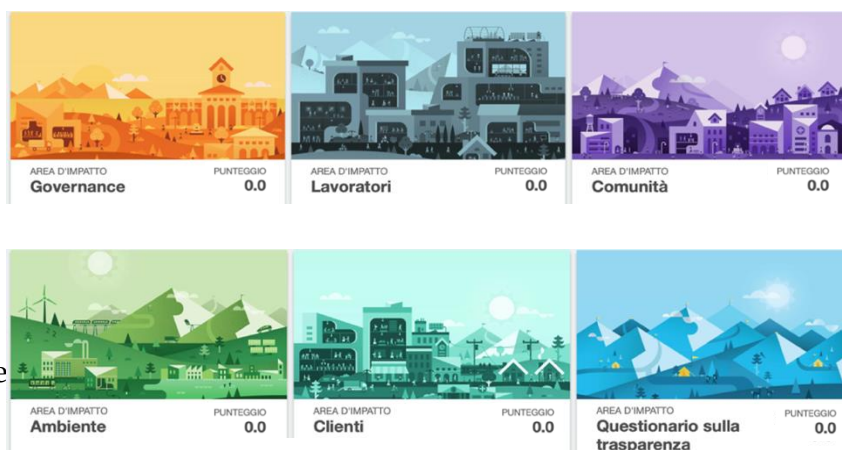 AREA D'IMPATTO PUNTEGGIO
Governance 0.0
AREA D'IMPATTO PUNTEGGIO
Lavoratori 0.0
AREA D'IMPATTO PUNTEGGIO
Comunità 0.0
e
AREA D'IMPATTO PUNTEGGIO
Ambiente 0.0
AREA D'IMPATTO PUNTEGGIO
Clienti 0.0
AREA D'IMPATTO PUNTEGGIO
Questionario sulla 0.0
trasparenza